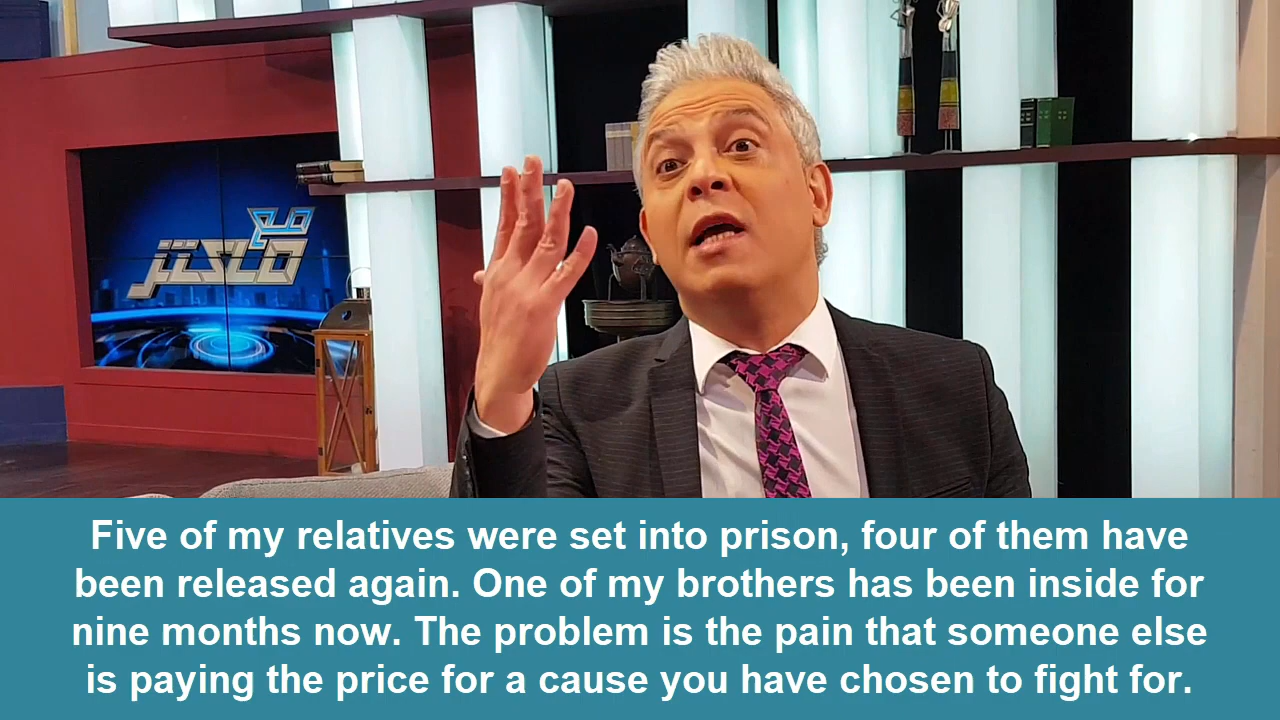 مع
معتز
Five of my relatives were set into prison, four of them have
been released again. One of my brothers has been inside for
nine months now. The problem is the pain that someone else
is paying the price for a cause you have chosen to fight for.